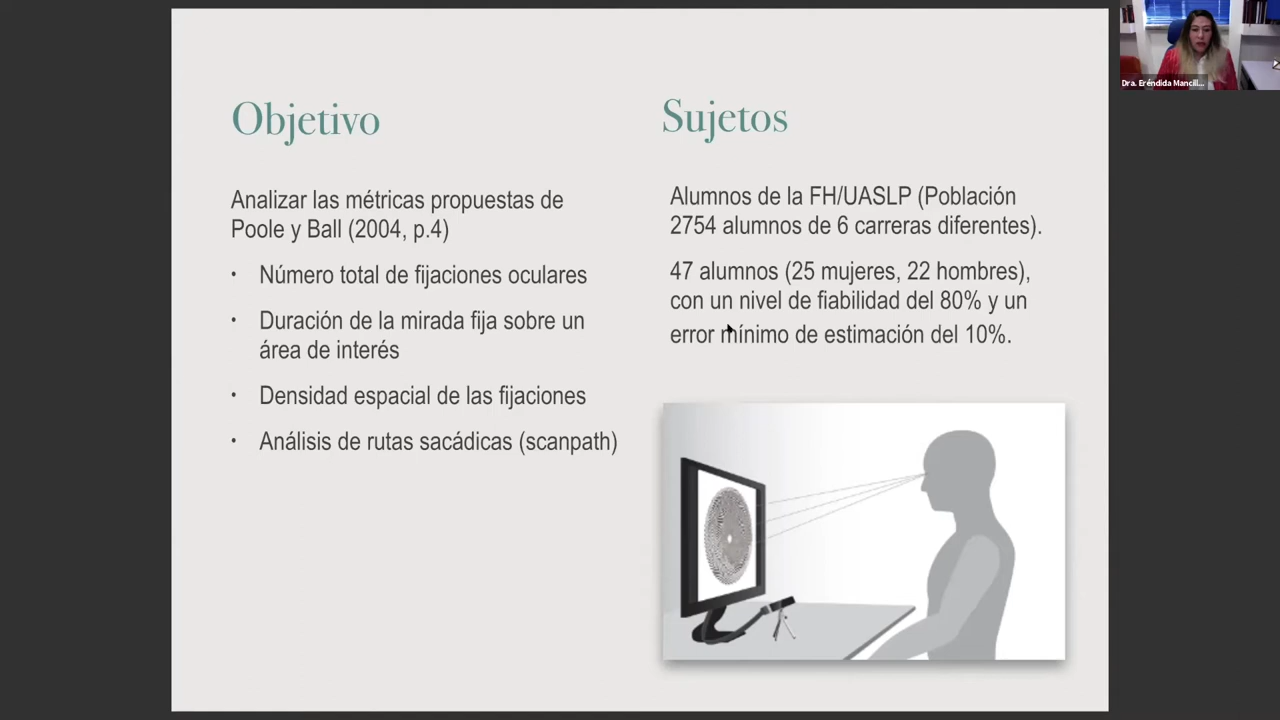 Objetivo
Analizar las métricas propuestas de
Poole y Ball (2004, p.4)
• Número total de fijaciones oculares
• Duración de la mirada fija sobre un
área de interés
• Densidad espacial de las fijaciones
• Análisis de rutas sacádicas (scanpath)
Sujetos
Alumnos de la FH/UASLP (Población
2754 alumnos de 6 carreras diferentes).
47 alumnos (25 mujeres, 22 hombres),
con un nivel de fiabilidad del 80% y un
error mínimo de estimación del 10%.
Dra. Eréndida Mancill...